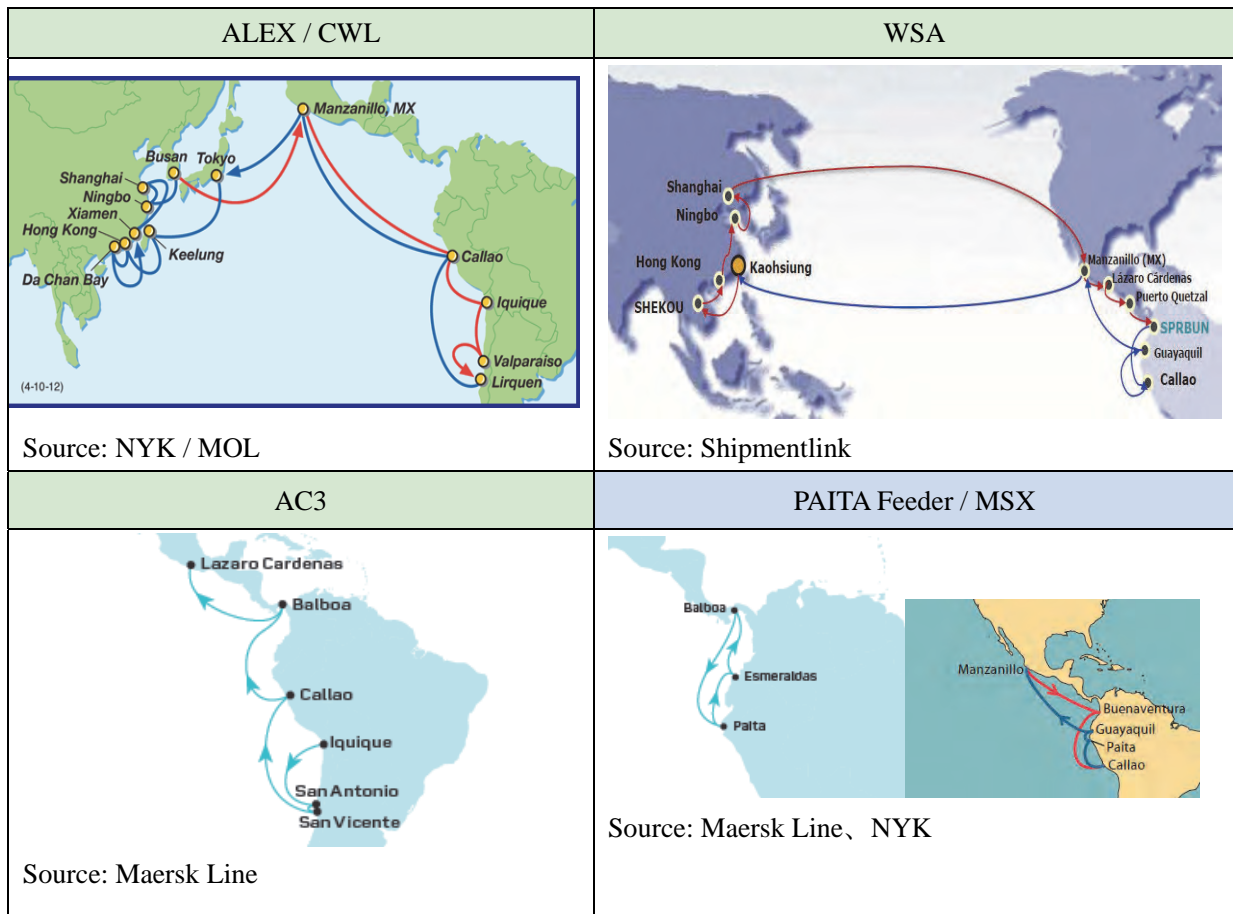 ALEX / CWL
WSA
Manzanillo, MX
Busan
Tokyo
Shanghai
Ningbo
Xiamen
Hong Kong
Keelung
Da Chan Bay
Callao
Iquique
Valparaiso
Lirquen
(4-10-12)
Source: NYK / MOL
Shanghai
Ningbo
Hong Kong
Kaohsiung
SHEKOU
Manzanillo (MX)
Lázaro Cárdenas
Puerto Quetzal
SPRBUN
Guayaquil
Callao
Source: Shipmentlink
AC3
PAITA Feeder / MSX
Lazaro Cardenas
Balboa
Callao
Iquique
San Antonio
San Vicente
Source: Maersk Line
Balboa
Esmeraldas
Paita
Manzanillo
Buenaventura
Guayaquil
Paita
Callao
Source: Maersk Line、NYK